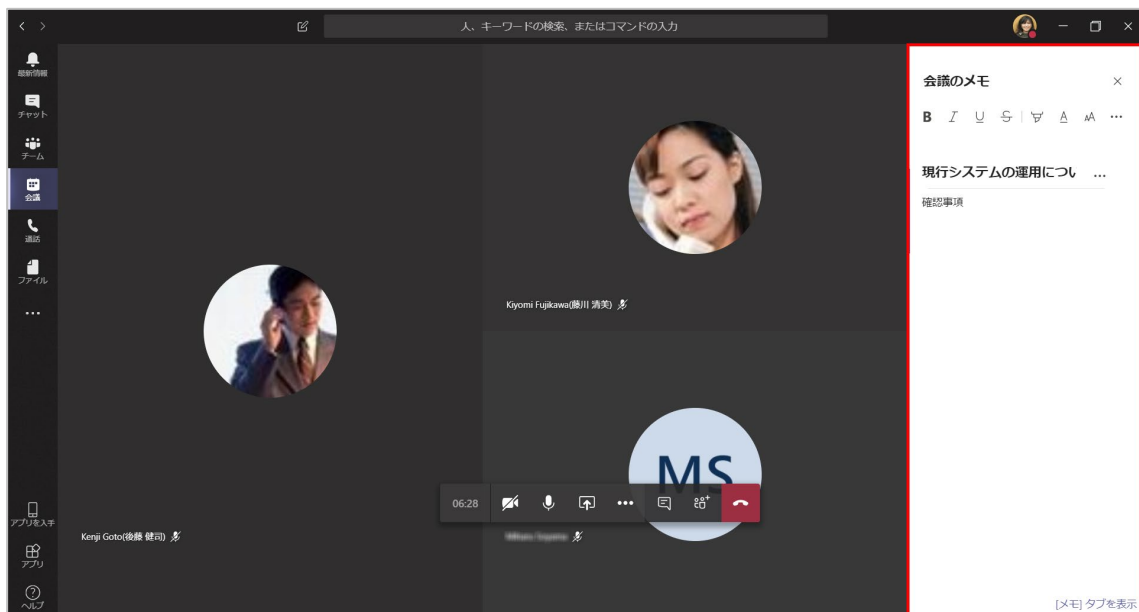 人、キーワードの検索、またはコマンドの入力
最新情報
チャット
チーム
会議
通話
ファイル
アプリを入手
アプリ
ヘルプ
Kiyomi Fujikawa(藤川 清美)
Kenji Goto(後藤 健司)
MS
06:28
会議のメモ
B I U S A AA
現行システムの運用につい ...
確認事項
[メモ] タブを表示